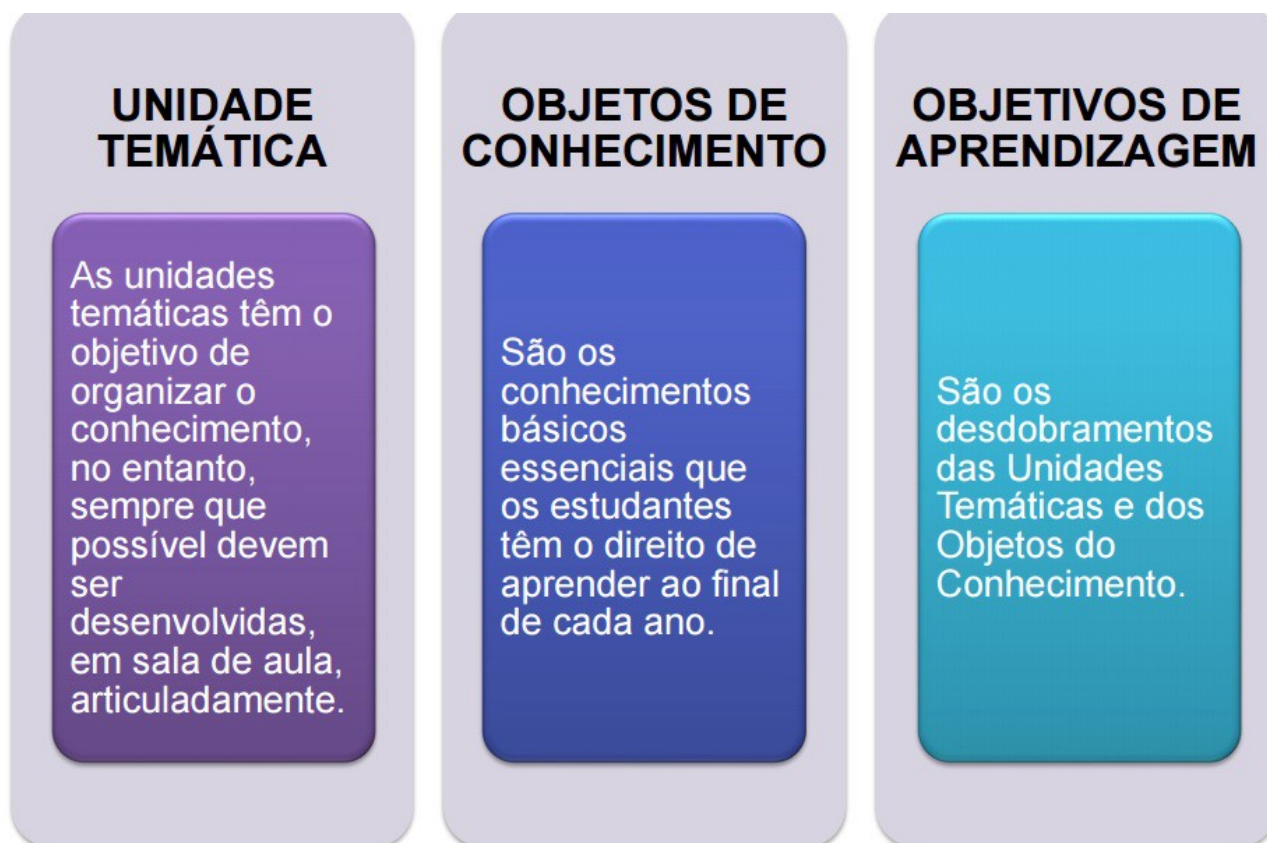 UNIDADE
TEMÁTICA
As unidades
temáticas têm o
objetivo de
organizar o
conhecimento,
no entanto,
sempre que
possível devem
ser
desenvolvidas,
em sala de aula,
articuladamente.
OBJETOS DE
CONHECIMENTO
São os
conhecimentos
básicos
essenciais que
os estudantes
têm o direito de
aprender ao final
de cada ano.
OBJETIVOS DE
APRENDIZAGEM
São os
desdobramentos
das Unidades
Temáticas e dos
Objetos do
Conhecimento.